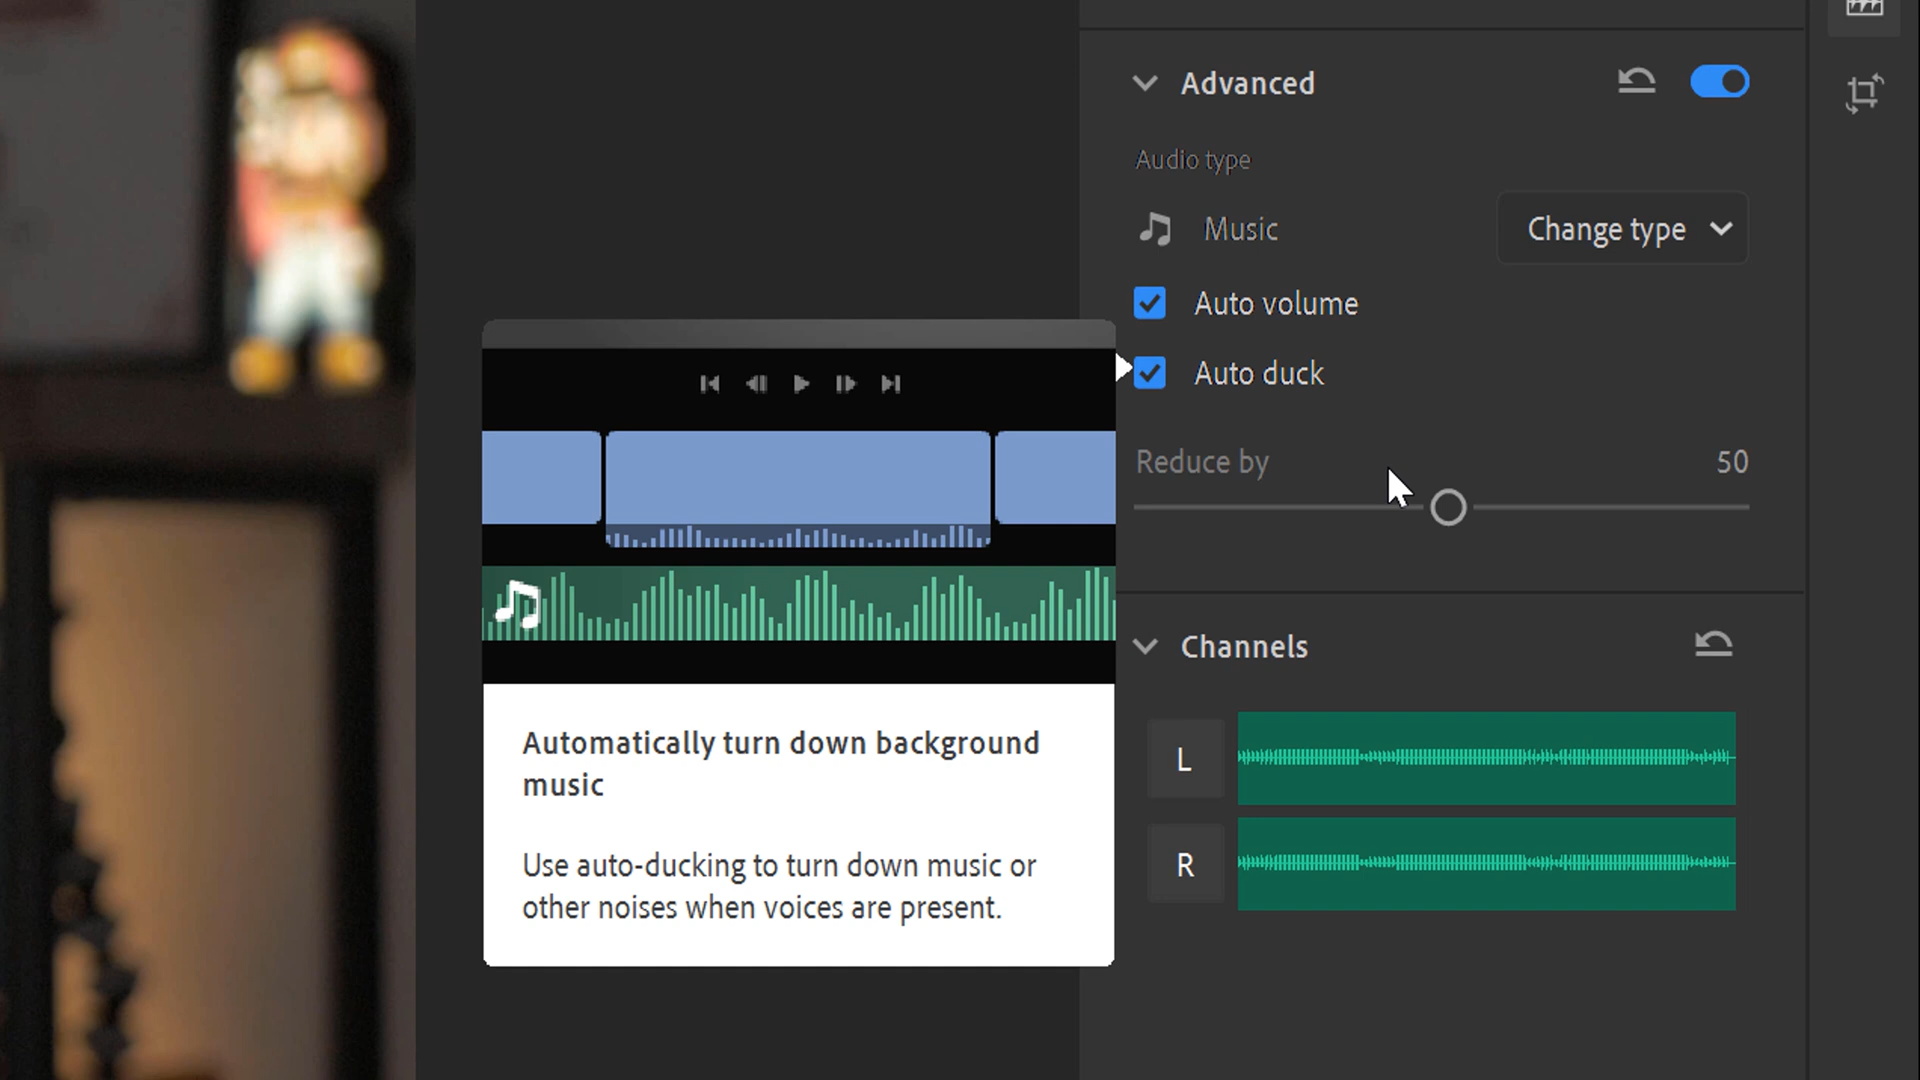 Advanced
Audio type
Music
Change type
Auto volume
Auto duck
Reduce by 50
Automatically turn down background
music
Use auto-ducking to turn down music or
other noises when voices are present.
Channels
L
R